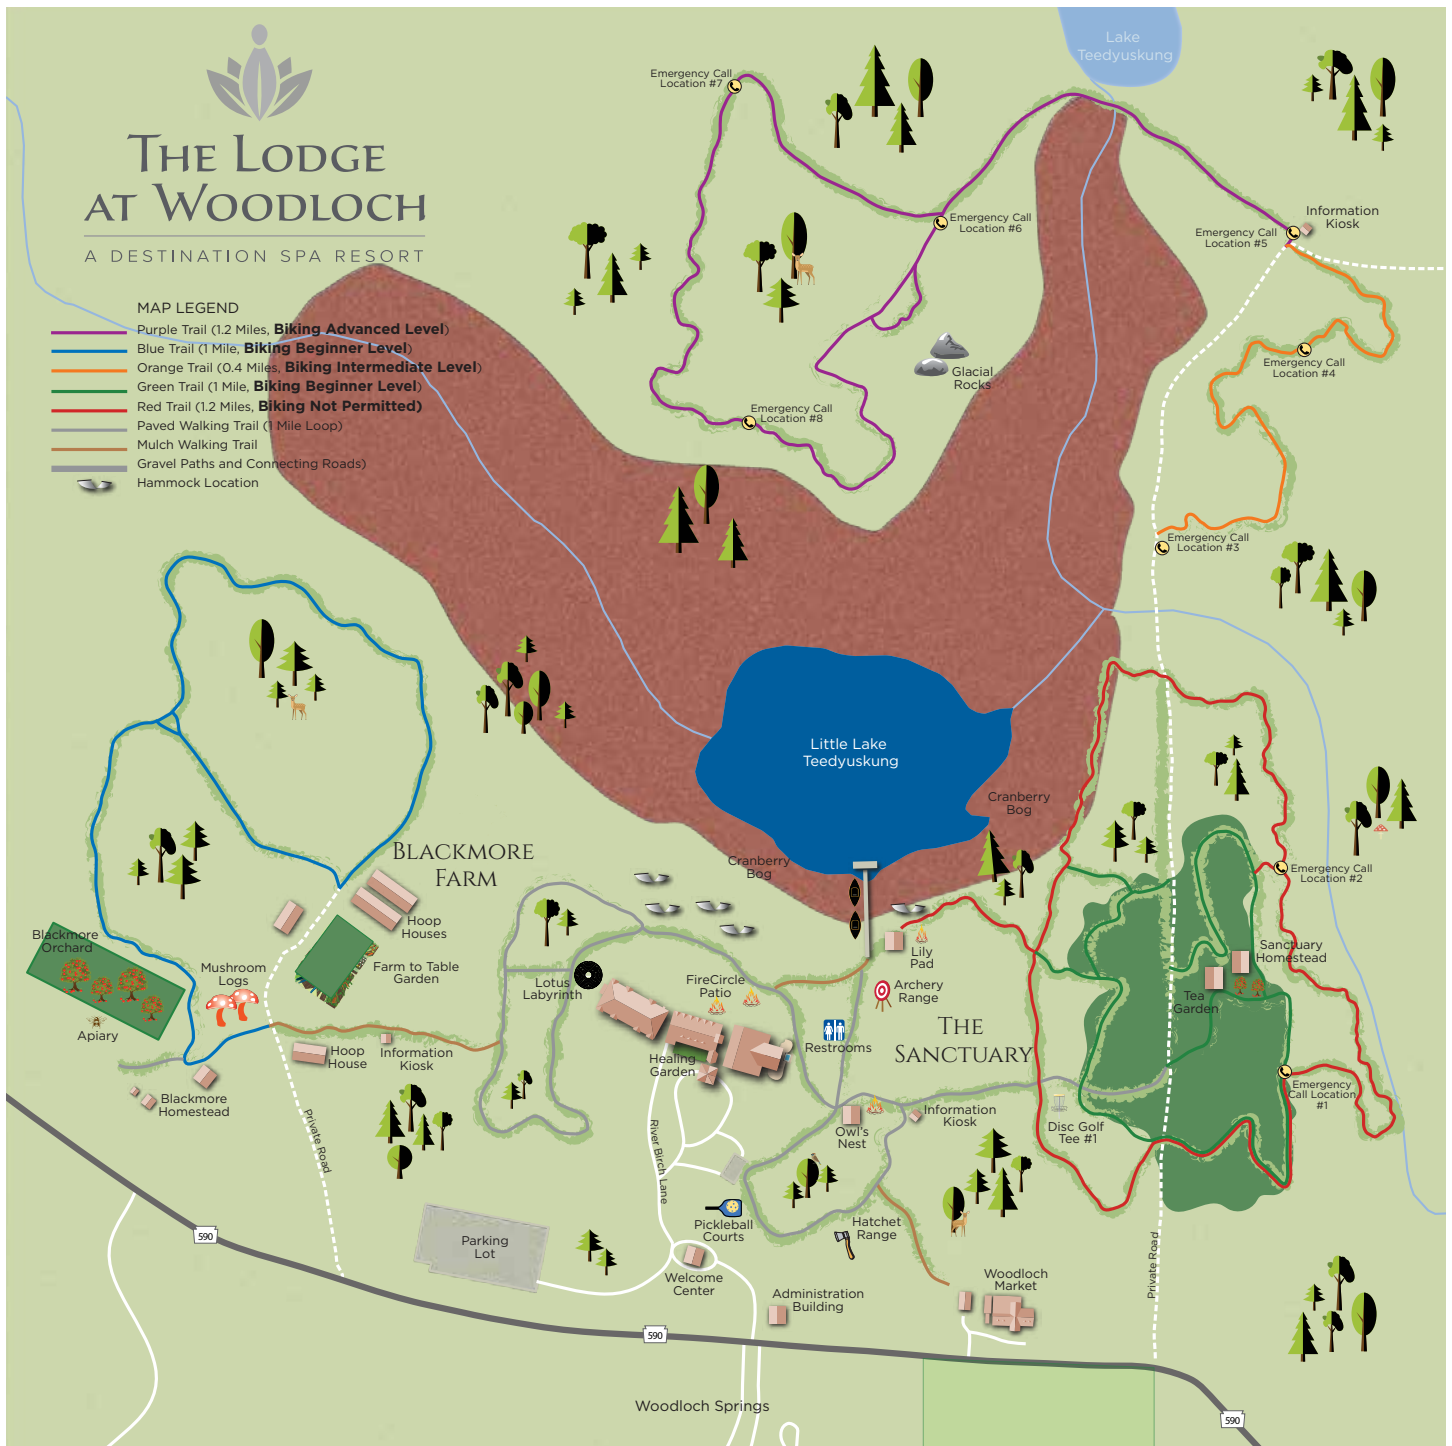 THE LODGE
AT WOODLOCH
A DESTINATION SPA RESORT
MAP LEGEND
Purple Trail (1.2 Miles, Biking Advanced Level)
Blue Trail (1 Mile, Biking Beginner Level)
Orange Trail (0.4 Miles, Biking Intermediate Level)
Green Trail (1 Mile, Biking Beginner Level)
Red Trail (1.2 Miles, Biking Not Permitted)
Paved Walking Trail (1 Mile Loop)
Mulch Walking Trail
Gravel Paths and Connecting Roads)
Hammock Location
Lake
Teedyuskung
Emergency Call
Location #7
Emergency Call
Location #6
Information
Kiosk
Emergency Call
Location #5
Emergency Call
Location #4
Glacial
Rocks
Emergency Call
Location #8
Emergency Call
Location #3
Little Lake
Teedyuskung
Cranberry
Bog
Cranberry
Bog
BLACKMORE
FARM
Emergency Call
Location #2
Hoop
Houses
Blackmore
Orchard
Sanctuary
Homestead
Lily
Pad
Mushroom
Logs
Farm to Table
Garden
Lotus
Labyrinth
FireCircle
Patio
Archery
Range
Tea
Garden
Apiary
THE
SANCTUARY
Restrooms
Hoop
House
Information
Kiosk
Healing
Garden
Emergency
Call Location
#1
Blackmore
Homestead
Private Road
River Birch Lane
Owl's
Nest
Information
Kiosk
Disc Golf
Tee #1
Pickleball
Courts
Hatchet
Range
590
Parking
Lot
Private Road
Welcome
Center
Administration
Building
Woodloch
Market
590
Woodloch Springs
590